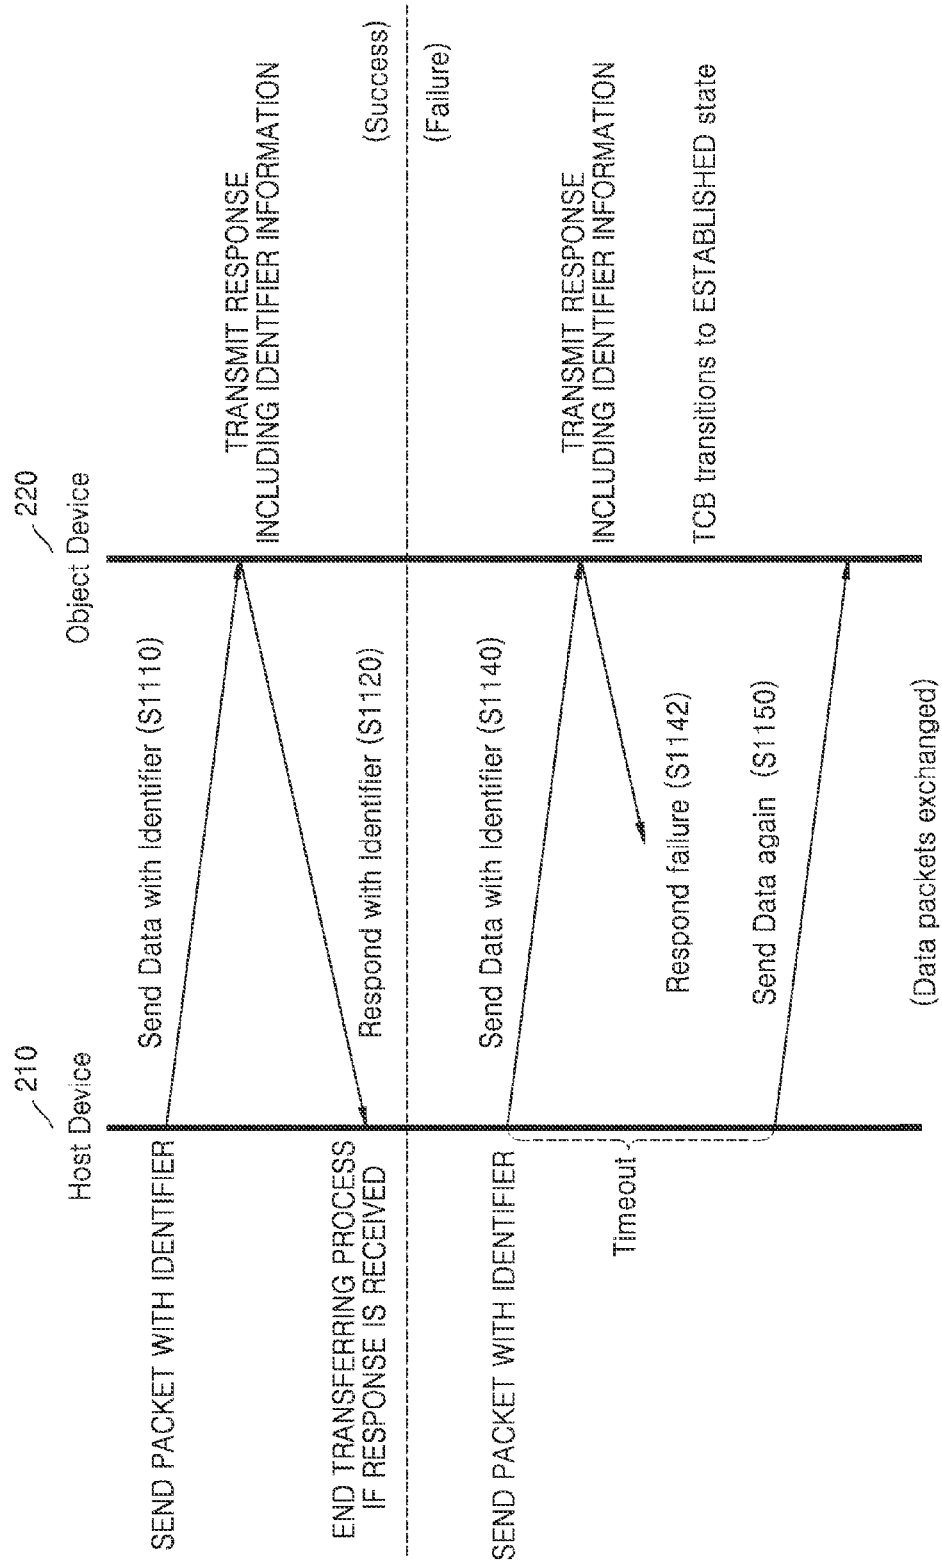 210
Host Device
220
Object Device
SEND PACKET WITH IDENTIFIER
Send Data with Identifier (S1110)
TRANSMIT RESPONSE
INCLUDING IDENTIFIER INFORMATION
END TRANSFERRING PROCESS
IF RESPONSE IS RECEIVED
Respond with Identifier (S1120)
(Success)
(Failure)
SEND PACKET WITH IDENTIFIER
Send Data with Identifier (S1140)
TRANSMIT RESPONSE
INCLUDING IDENTIFIER INFORMATION
Timeout
Respond failure (S1142)
TCB transitions to ESTABLISHED state
Send Data again (S1150)
(Data packets exchanged)